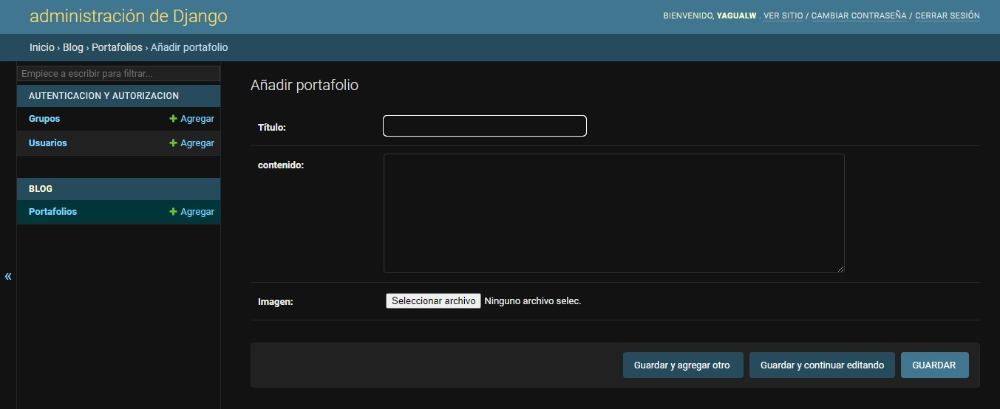 administración de Django
BIENVENIDO, YAGUALW . VER SITIO / CAMBIAR CONTRASEÑA / CERRAR SESIÓN
Inicio › Blog › Portafolios › Añadir portafolio
Empiece a escribir para filtrar...
AUTENTICACION Y AUTORIZACION
Grupos + Agregar
Usuarios + Agregar
BLOG
Portafolios + Agregar
«
Añadir portafolio
Título:
contenido:
Imagen: Seleccionar archivo Ninguno archivo selec.
Guardar y agregar otro Guardar y continuar editando GUARDAR